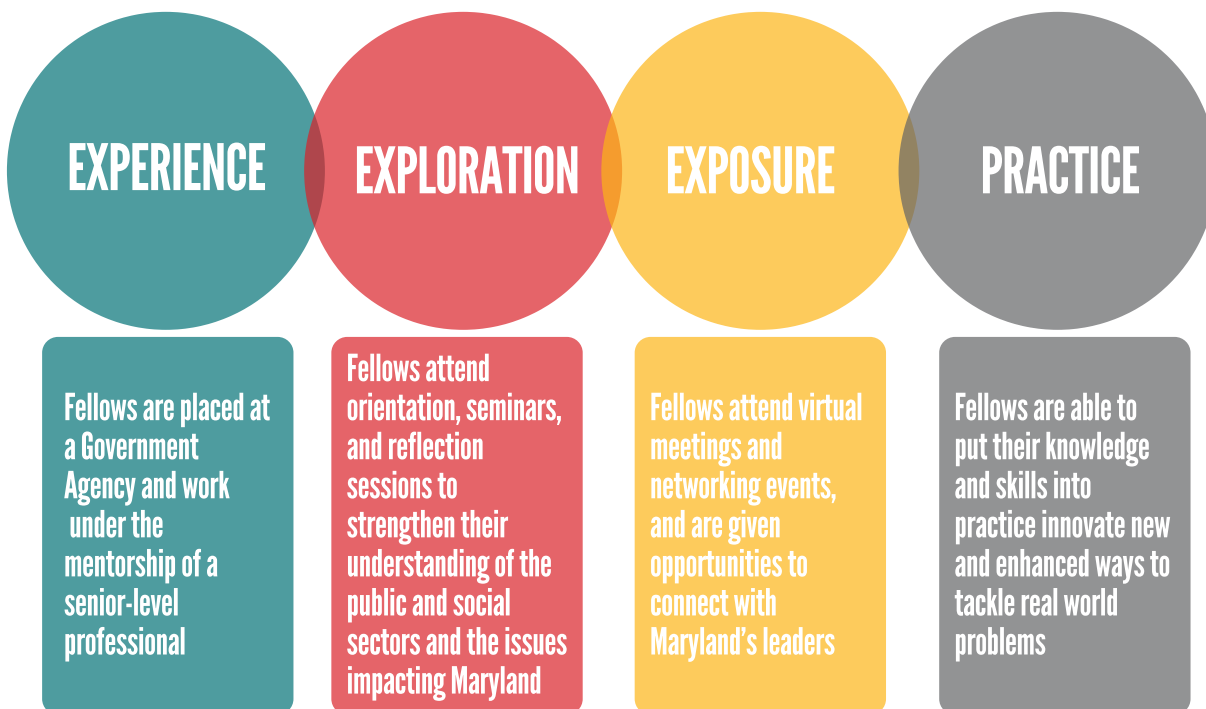 EXPERIENCE
EXPLORATION
EXPOSURE
PRACTICE
Fellows are placed at
a Government
Agency and work
under the
mentorship of a
senior-level
professional
Fellows attend
orientation, seminars,
and reflection
sessions to
strengthen their
understanding of the
public and social
sectors and the issues
impacting Maryland
Fellows attend virtual
meetings and
networking events,
and are given
opportunities to
connect with
Maryland’s leaders
Fellows are able to
put their knowledge
and skills into
practice innovate new
and enhanced ways to
tackle real world
problems